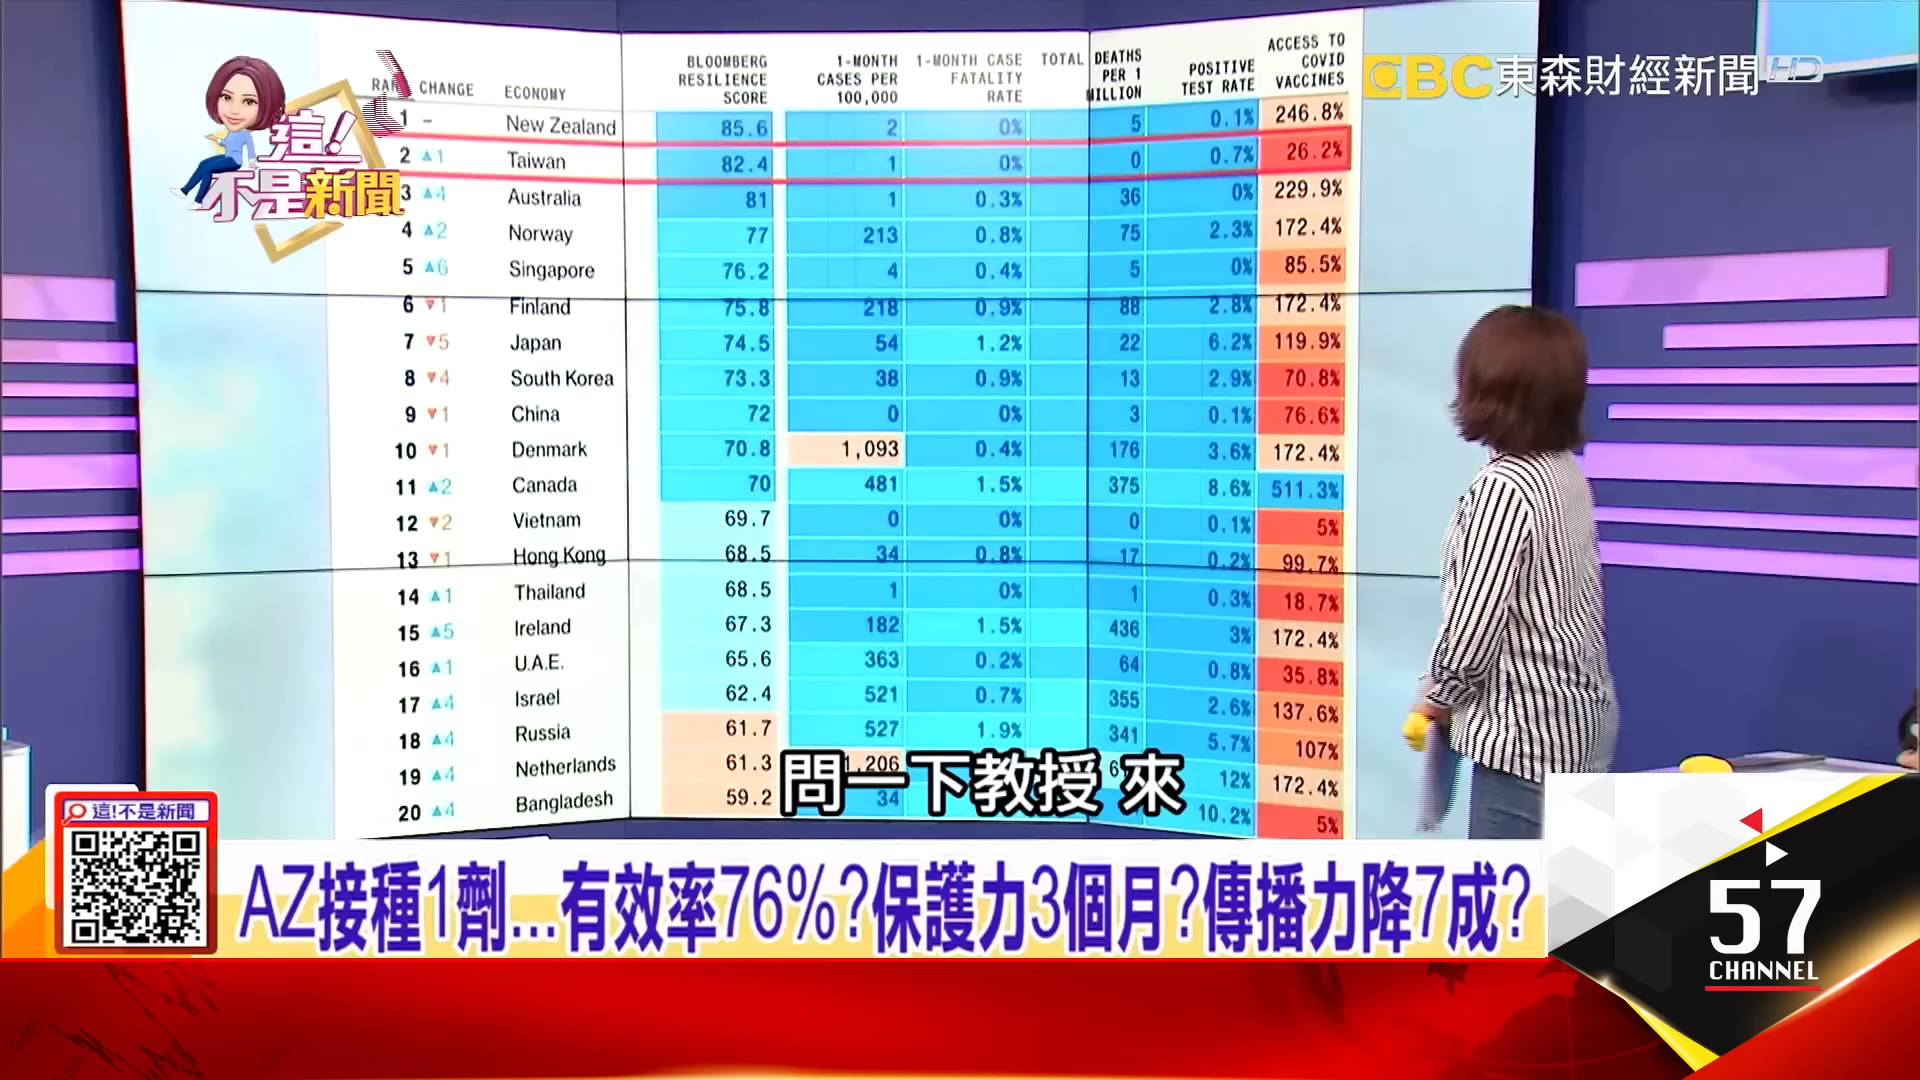 RANK CHANGE ECONOMY BLOOMBERG RESILIENCE SCORE 1-MONTH CASES PER 100,000 1-MONTH CASE FATALITY RATE TOTAL DEATHS PER 1 MILLION POSITIVE TEST RATE ACCESS TO COVID VACCINES
1 – New Zealand 85.6 2 0% 5 0.1% 246.8%
2 ▲1 Taiwan 82.4 1 0% 0 0.7% 26.2%
3 ▲4 Australia 81 1 0.3% 36 0% 229.9%
4 ▲2 Norway 77 213 0.8% 75 2.3% 172.4%
5 ▲6 Singapore 76.2 4 0.4% 5 0% 85.5%
6 ▼1 Finland 75.8 218 0.9% 88 2.8% 172.4%
7 ▼5 Japan 74.5 54 1.2% 22 6.2% 119.9%
8 ▼4 South Korea 73.3 38 0.9% 13 2.9% 70.8%
9 ▼1 China 72 0 0% 3 0.1% 76.6%
10 ▼1 Denmark 70.8 1,093 0.4% 176 3.6% 172.4%
11 ▲2 Canada 70 481 1.5% 375 8.6% 511.3%
12 ▼2 Vietnam 69.7 0 0% 0 0.1% 5%
13 ▼1 Hong Kong 68.5 34 0.8% 17 0.2% 99.7%
14 ▲1 Thailand 68.5 1 0% 1 0.3% 18.7%
15 ▲5 Ireland 67.3 182 1.5% 436 3% 172.4%
16 ▲1 U.A.E. 65.6 363 0.2% 64 0.8% 35.8%
17 ▲4 Israel 62.4 521 0.7% 355 2.6% 137.6%
18 ▲4 Russia 61.7 527 1.9% 341 5.7% 107%
19 ▲4 Netherlands 61.3 1,206 12% 172.4%
20 ▲4 Bangladesh 59.2 34 10.2% 5%
這!
不是新聞
EBC東森財經新聞HD
問一下教授 來
這!不是新聞
AZ接種1劑...有效率76%?保護力3個月?傳播力降7成?
57
CHANNEL